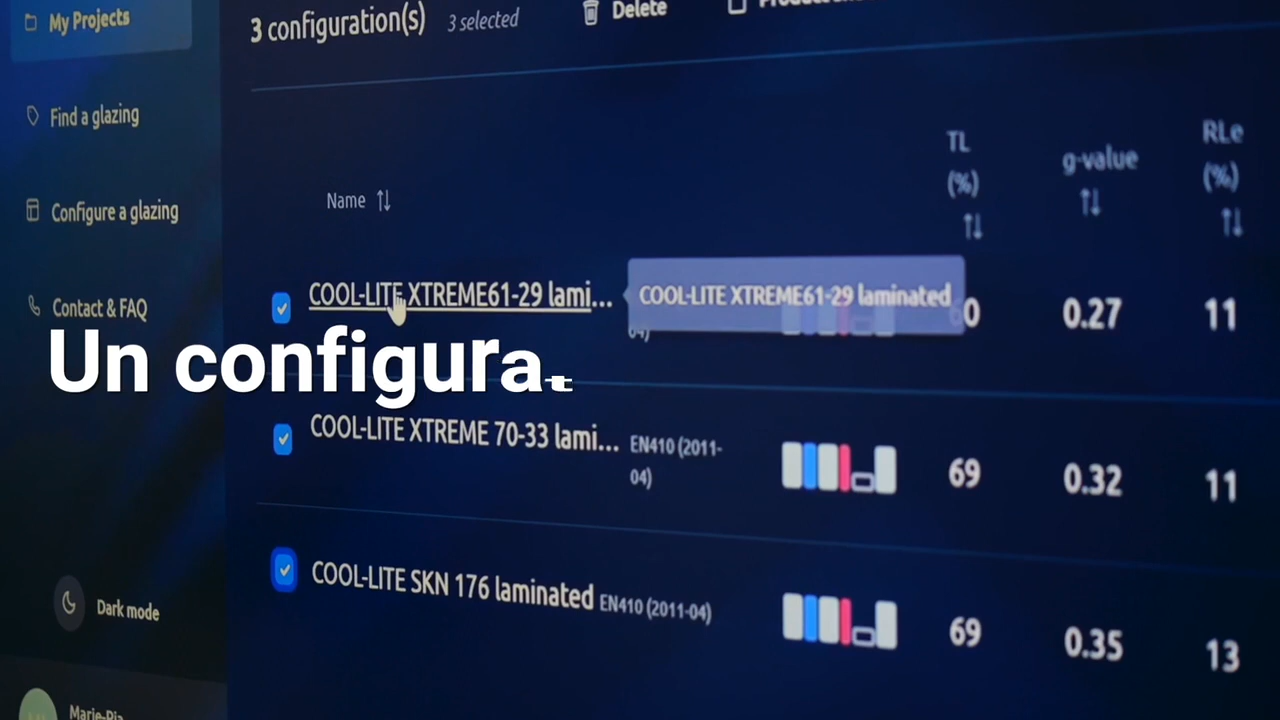 My Projects
3 configuration(s)
3 selected
Delete
Find a glazing
Configure a glazing
Contact & FAQ
Name
TL
(%)
g-value
RLe
(%)
COOL-LITE XTREME61-29 lami...
COOL-LITE XTREME61-29 laminated
04)
0.27
11
Un configura
COOL-LITE XTREME 70-33 lami...
EN410 (2011-
04)
69
0.32
11
COOL-LITE SKN 176 laminated
EN410 (2011-04)
69
0.35
13
Dark mode